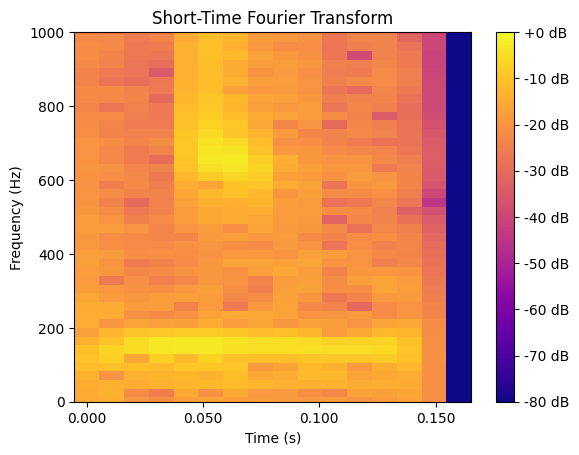 Short-Time Fourier Transform
Frequency (Hz)
1000
800
600
400
200
0
0.000
0.050
0.100
0.150
Time (s)
+0 dB
-10 dB
-20 dB
-30 dB
-40 dB
-50 dB
-60 dB
-70 dB
-80 dB